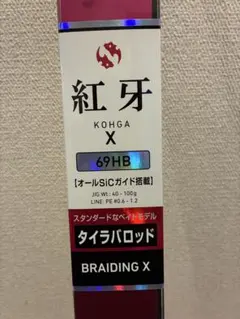 紅牙
KOHGA
X
69HB
【オールSiCガイド搭載】
JIG Wt.: 40 - 100g
LINE: PE #0.6 - 1.2
スタンダードなベイトモデル
タイラバロッド
BRAIDING X